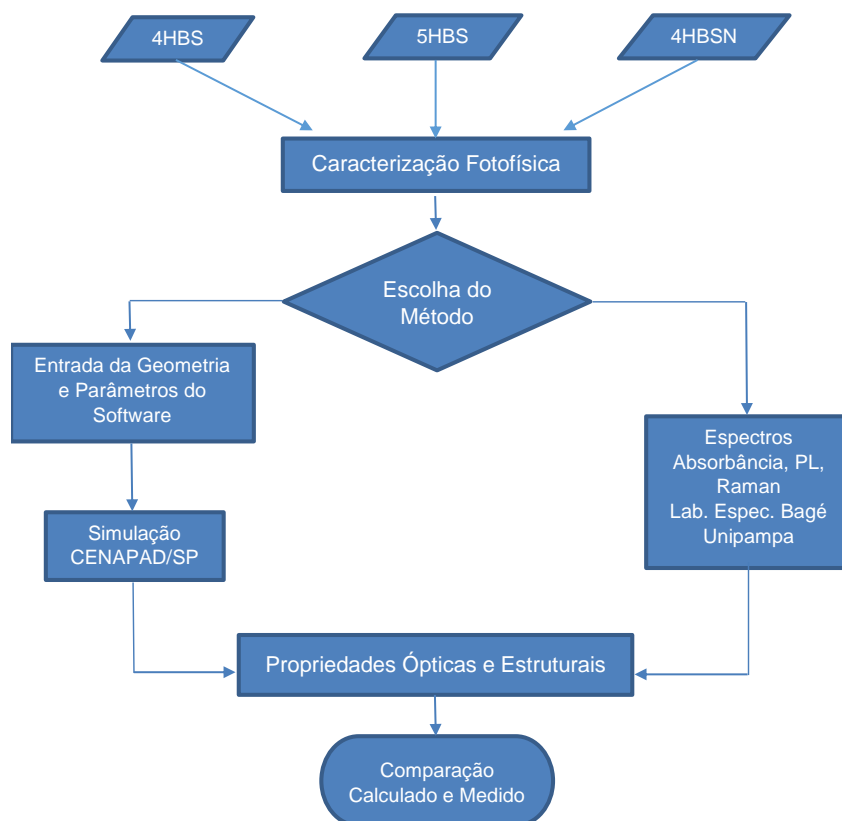 4HBS
5HBS
4HBSN
Caracterização Fotofísica
Escolha do
Método
Entrada da Geometria
e Parâmetros do
Software
Espectros
Absorbância, PL,
Raman
Lab. Espec. Bagé
Unipampa
Simulação
CENAPAD/SP
Propriedades Ópticas e Estruturais
Comparação
Calculado e Medido